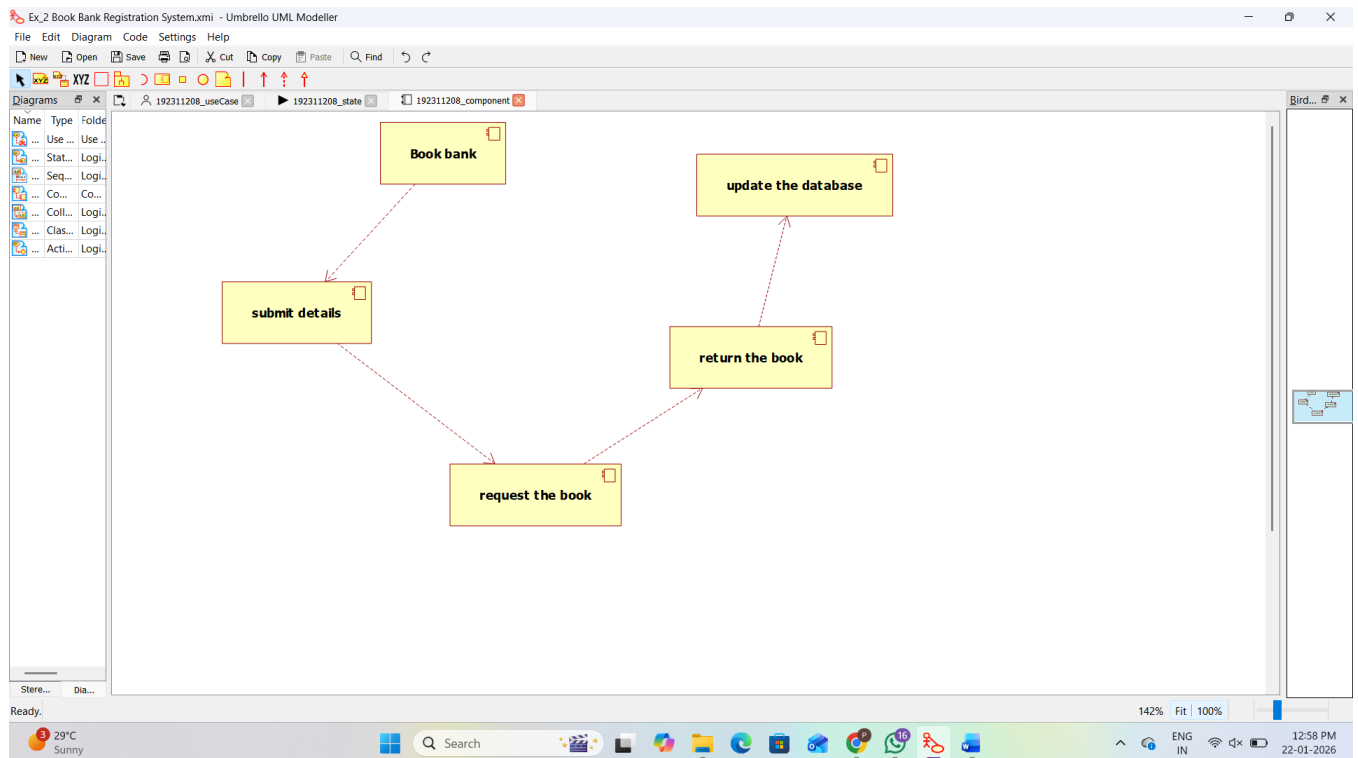 Ex_2 Book Bank Registration System.xmi - Umbrello UML Modeller
File Edit Diagram Code Settings Help
New Open Save Cut Copy Paste Find
XYZ XYZ XYZ
Diagrams 192311208_useCase 192311208_state 192311208_component Bird...
Name Type Folde
... Use ... Use ..
... Stat... Logi..
... Seq... Logi..
... Co... Co...
... Coll... Logi..
... Clas... Logi..
... Acti... Logi..
Book bank
update the database
submit details
return the book
request the book
Stere... Dia...
Ready. 142% Fit 100%
3 29°C
Sunny
Search
P 16
ENG
IN
12:58 PM
22-01-2026